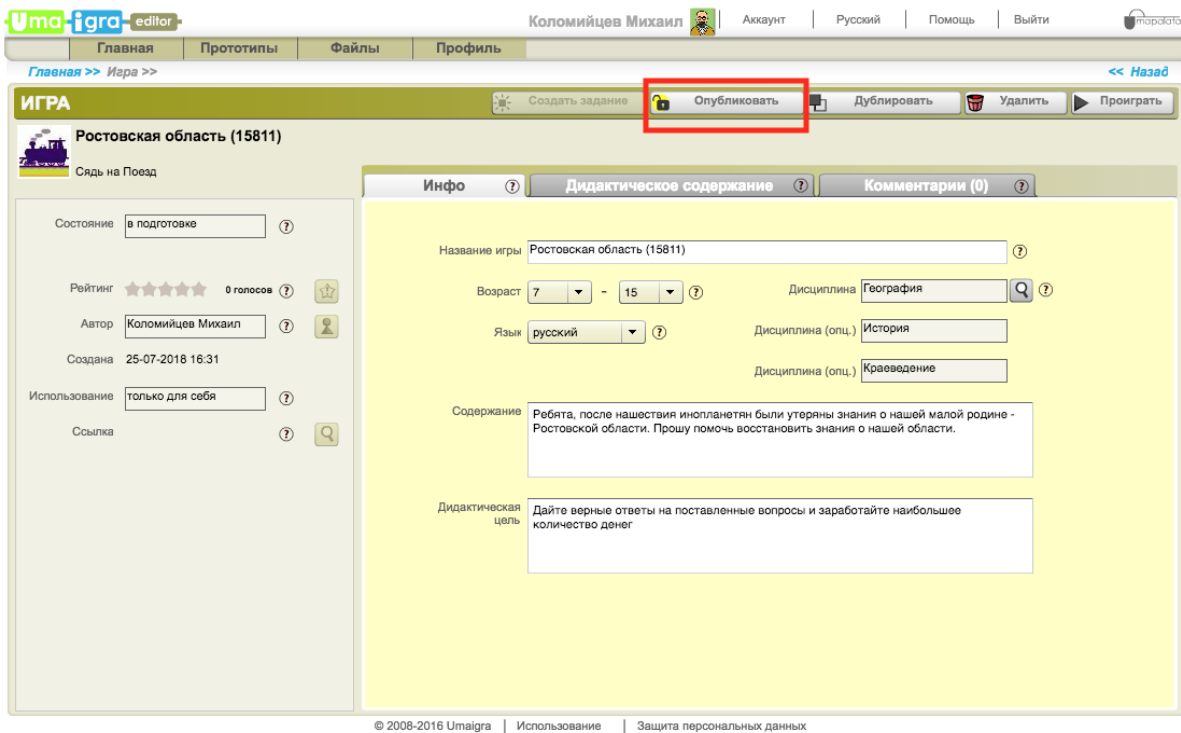 Uma-igra-editor
Коломийцев Михаил Аккаунт Русский Помощь Выйти mapalata
Главная Прототипы Файлы Профиль
Главная >> Игра >> << Назад
ИГРА Создать задание Опубликовать Дублировать Удалить Проиграть
Ростовская область (15811)
Сядь на Поезд
Инфо ? Дидактическое содержание ? Комментарии (0) ?
Состояние в подготовке ?
Название игры Ростовская область (15811) ?
Рейтинг 0 голосов ?
Возраст 7 - 15 ? Дисциплина География ?
Автор Коломийцев Михаил ?
Язык русский ? Дисциплина (опц.) История
Создана 25-07-2018 16:31
Дисциплина (опц.) Краеведение
Использование только для себя ?
Содержание Ребята, после нашествия инопланетян были утеряны знания о нашей малой родине -
Ростовской области. Прошу помочь восстановить знания о нашей области.
Ссылка ?
Дидактическая цель Дайте верные ответы на поставленные вопросы и заработайте наибольшее
количество денег
© 2008-2016 Umaigra | Использование | Защита персональных данных